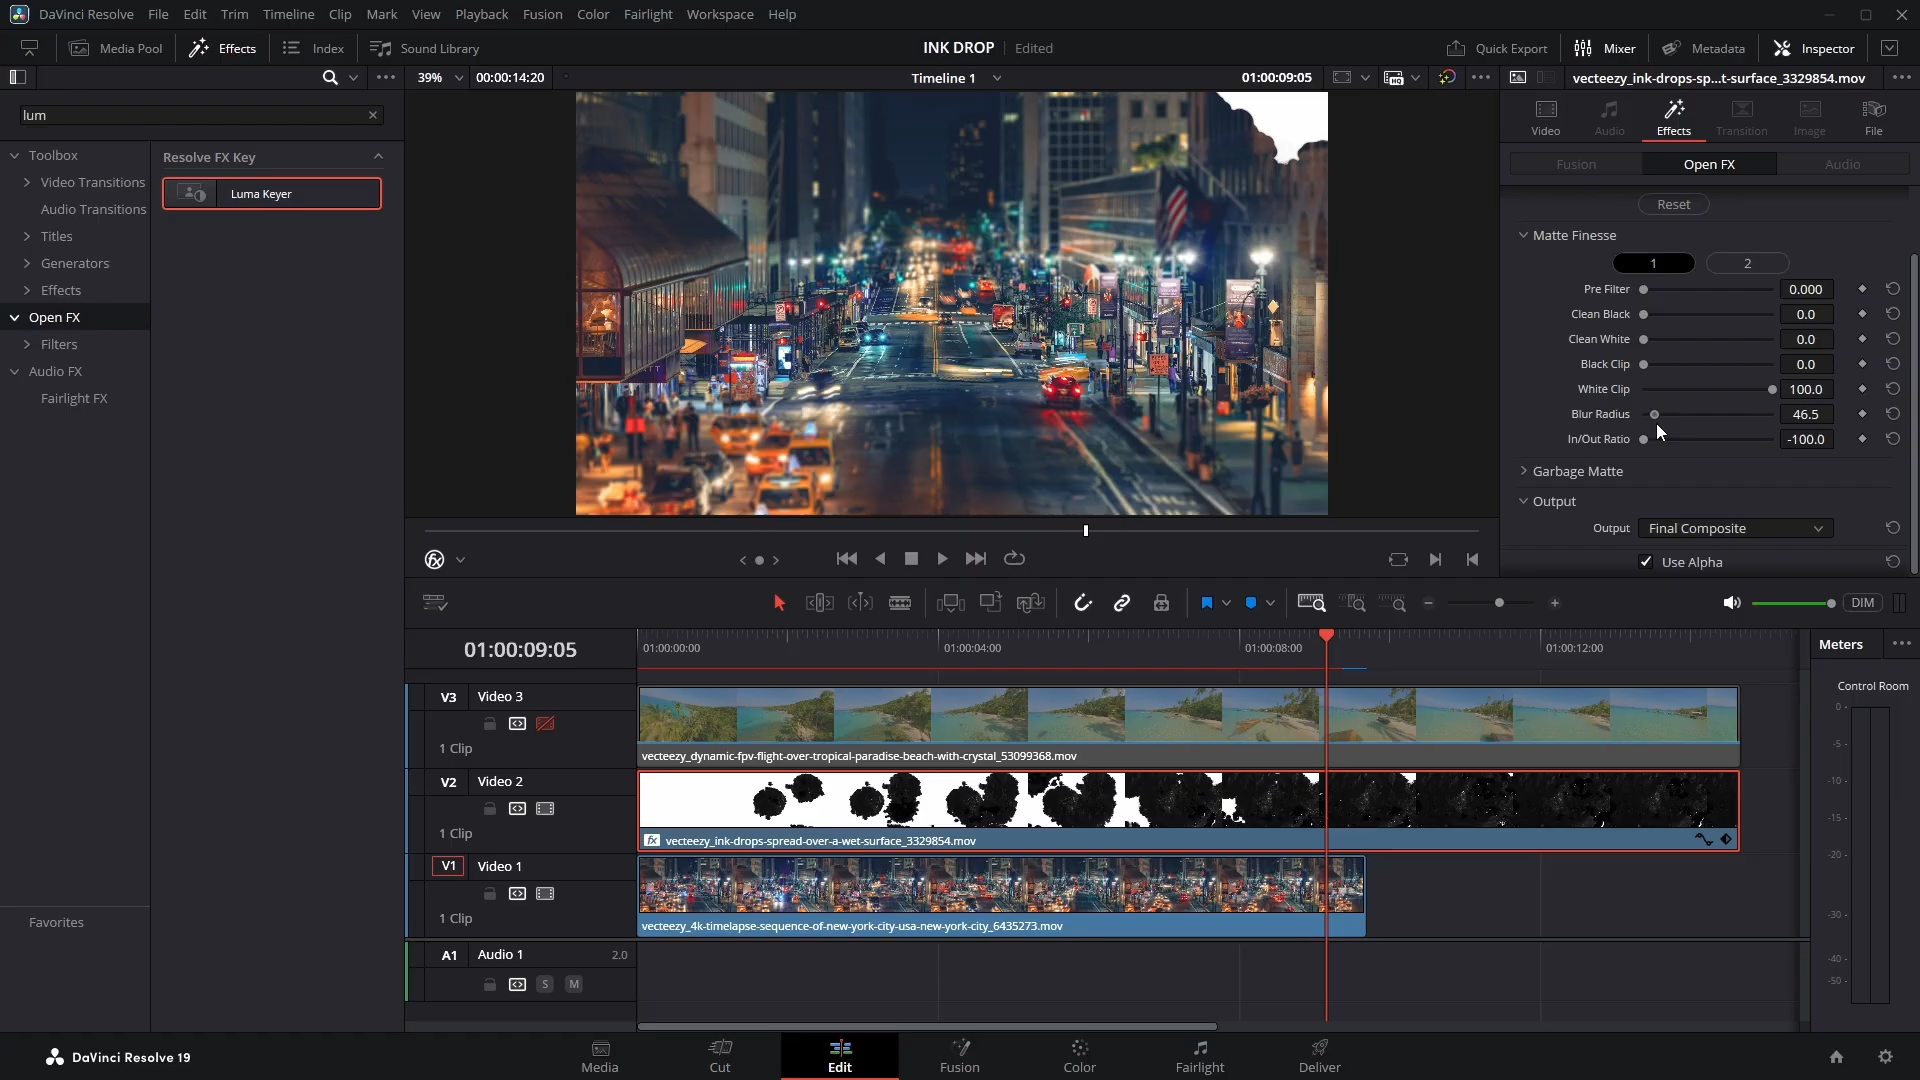 DaVinci Resolve File Edit Trim Timeline Clip Mark View Playback Fusion Color Fairlight Workspace Help
Media Pool Effects Index Sound Library INK DROP Edited Quick Export Mixer Metadata Inspector
39% 00:00:14:20 Timeline 1 01:00:09:05 vecteezy_ink-drops-sp...t-surface_3329854.mov
lum
Video Audio Effects Transition Image File
Toolbox
Resolve FX Key
Fusion Open FX Audio
Video Transitions
Luma Keyer
Audio Transitions
Reset
Titles
Matte Finesse
Generators
1 2
Effects
Pre Filter 0.000
Open FX
Clean Black 0.0
Filters
Clean White 0.0
Audio FX
Black Clip 0.0
Fairlight FX
White Clip 100.0
Blur Radius 46.5
In/Out Ratio -100.0
Garbage Matte
Output
Output Final Composite
Use Alpha
DIM
01:00:09:05
01:00:00:00 01:00:04:00 01:00:08:00 01:00:12:00
Meters
Control Room
V3 Video 3
1 Clip
vecteezy_dynamic-fpv-flight-over-tropical-paradise-beach-with-crystal_53099368.mov
V2 Video 2
1 Clip
fx vecteezy_ink-drops-spread-over-a-wet-surface_3329854.mov
V1 Video 1
1 Clip
vecteezy_4k-timelapse-sequence-of-new-york-city-usa-new-york-city_6435273.mov
A1 Audio 1 2.0
S M
0
-5
-10
-15
-20
-30
-40
-50
Favorites
DaVinci Resolve 19
Media Cut Edit Fusion Color Fairlight Deliver